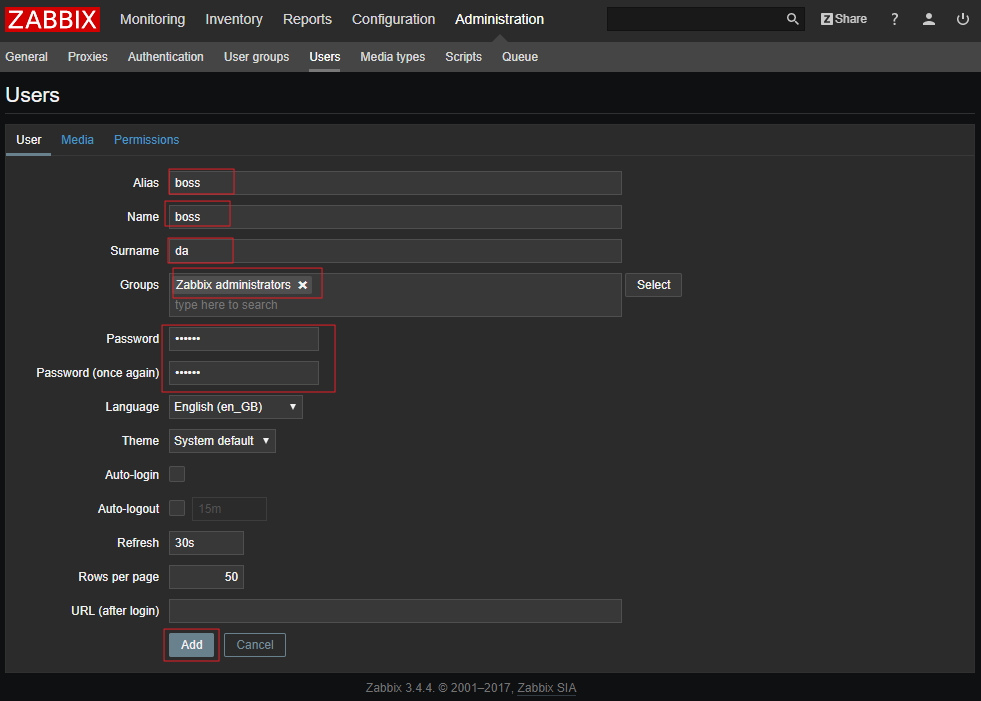 ZABBIX Monitoring Inventory Reports Configuration Administration Z Share ?
General Proxies Authentication User groups Users Media types Scripts Queue
Users
User Media Permissions
Alias boss
Name boss
Surname da
Groups Zabbix administrators ✖ Select
type here to search
Password ••••••
Password (once again) ••••••
Language English (en_GB) ▼
Theme System default ▼
Auto-login
Auto-logout 15m
Refresh 30s
Rows per page 50
URL (after login)
Add Cancel
Zabbix 3.4.4. © 2001–2017, Zabbix SIA